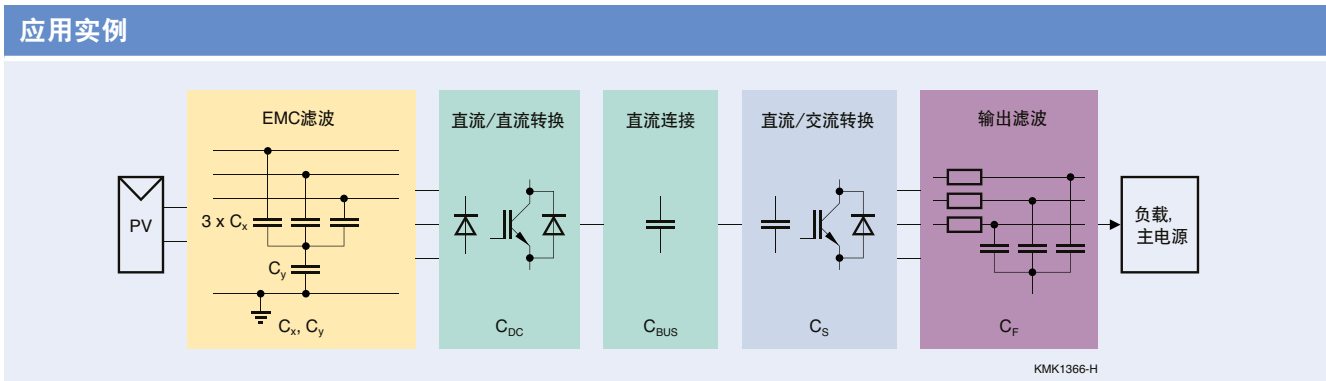 应用实例
EMC滤波
直流/直流转换
直流连接
直流/交流转换
输出滤波
PV
3 x Cx
Cy
负载,
主电源
Cx, Cy
CDC
CBUS
CS
CF
KMK1366-H